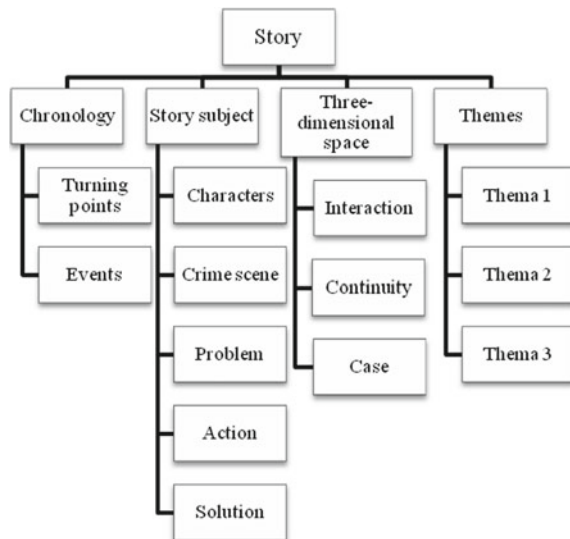 Story
Chronology
Story subject
Three-
dimensional
space
Themes
Turning
points
Events
Characters
Crime scene
Problem
Action
Solution
Interaction
Continuity
Case
Thema 1
Thema 2
Thema 3